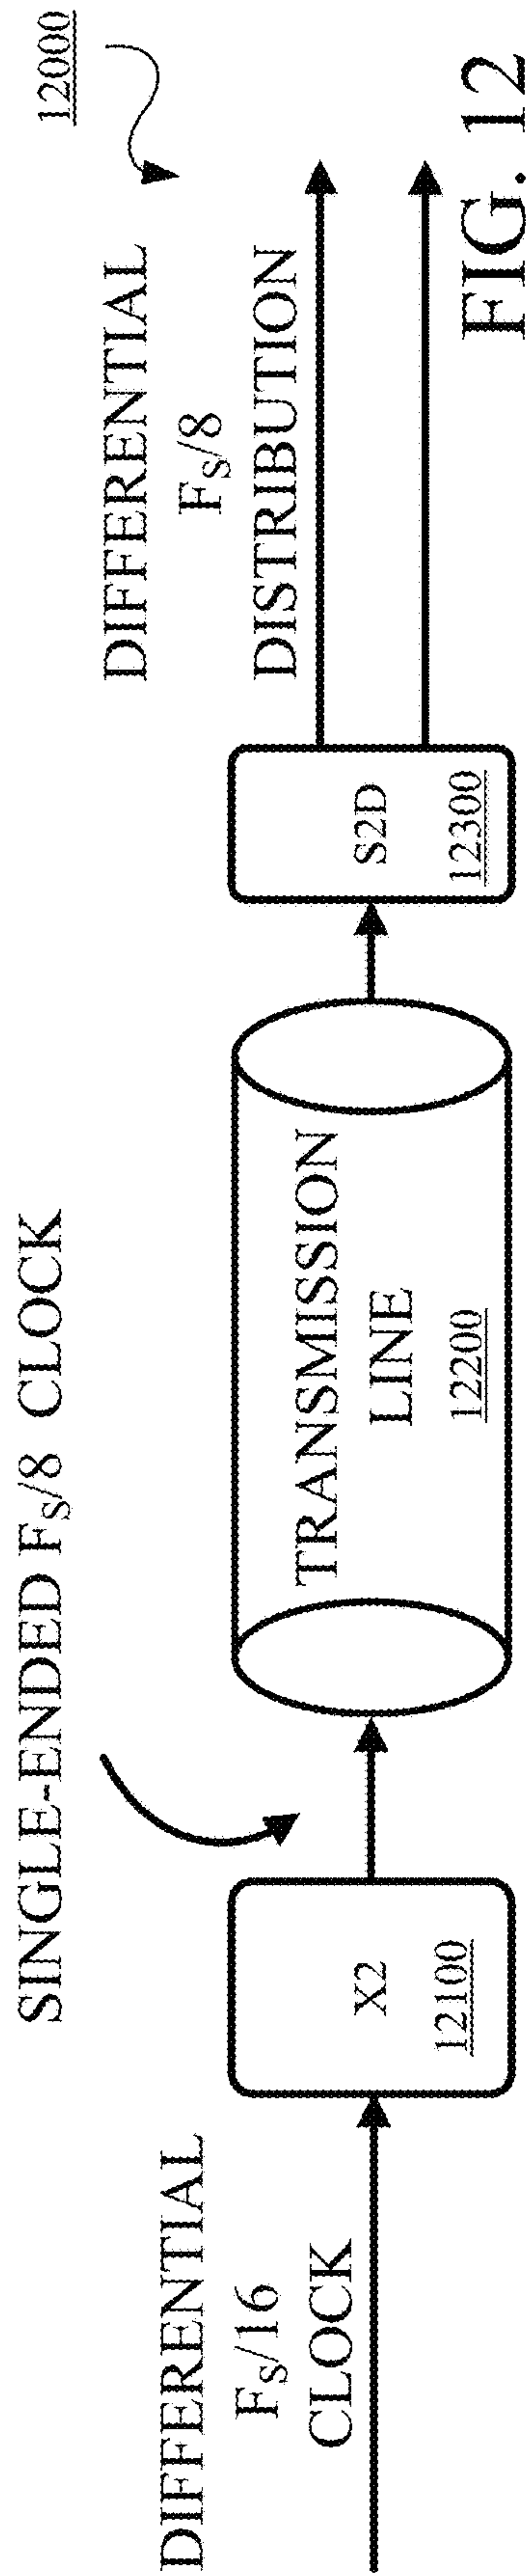 SINGLE-ENDED FS/8 CLOCK
12000
DIFFERENTIAL
FS/16
CLOCK
X2
12100
TRANSMISSION
LINE
12200
S2D
12300
DIFFERENTIAL
FS/8
DISTRIBUTION
FIG. 12